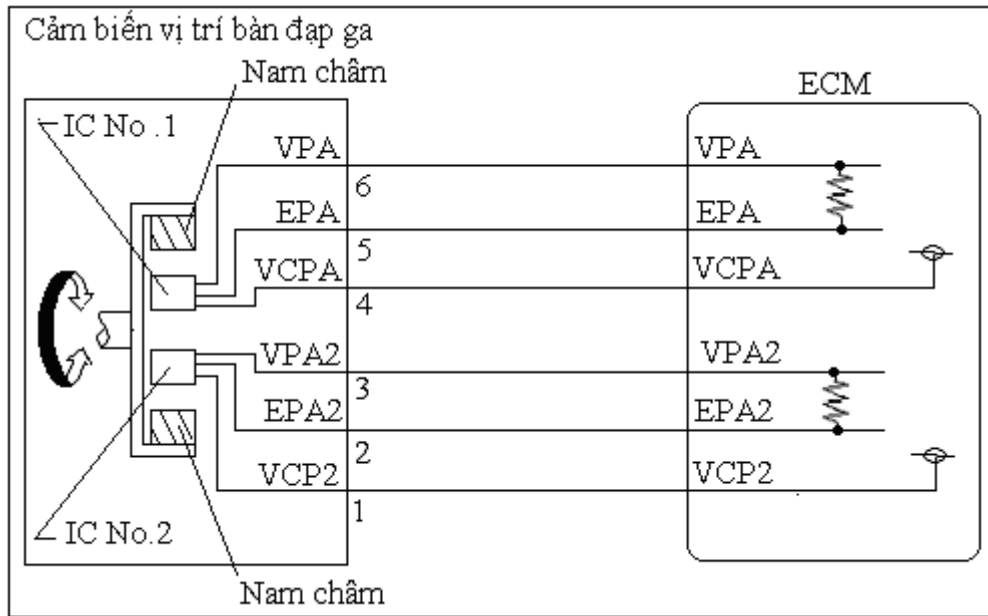 Cảm biến vị trí bàn đạp ga
Nam châm
ECM
IC No .1
VPA
VPA
6
EPA
EPA
5
VCPA
VCPA
4
VPA2
VPA2
3
EPA2
EPA2
2
VCP2
VCP2
1
IC No.2
Nam châm